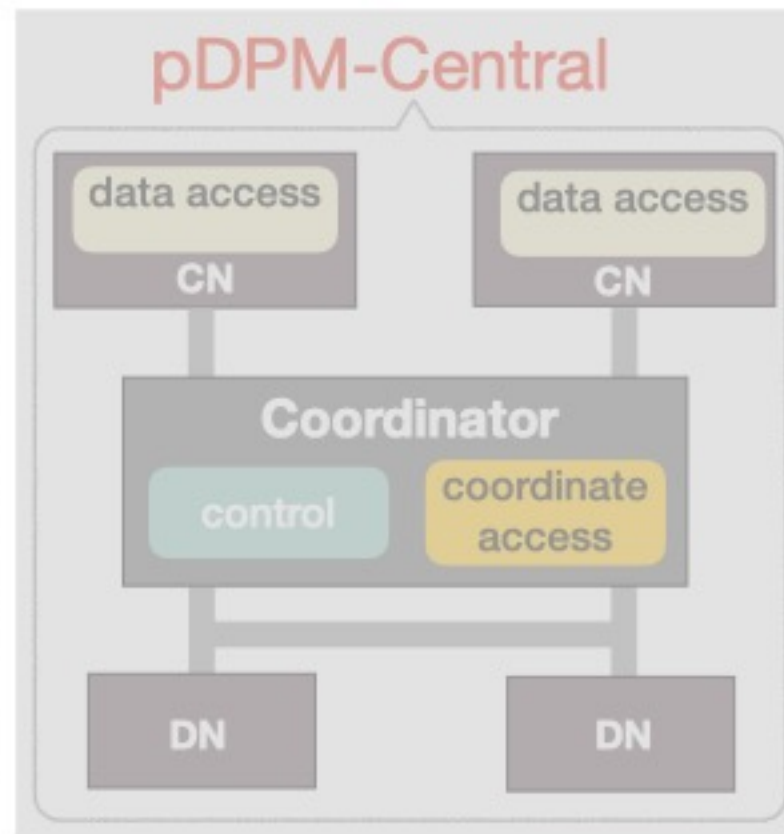 pDPM-Central
data access
CN
data access
CN
Coordinator
control
coordinate
access
DN
DN